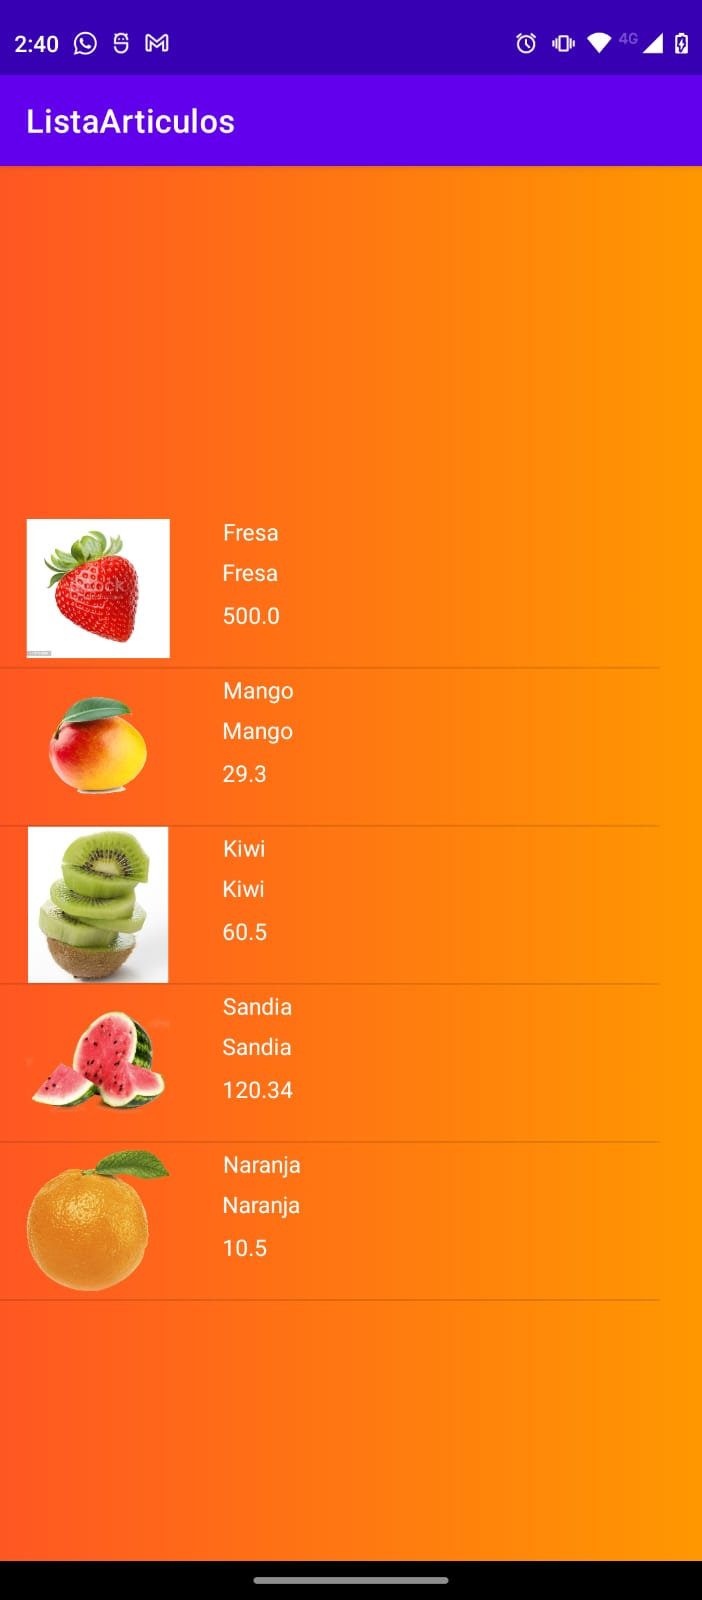 2:40
4G
ListaArticulos
Fresa
Fresa
500.0
Mango
Mango
29.3
Kiwi
Kiwi
60.5
Sandia
Sandia
120.34
Naranja
Naranja
10.5